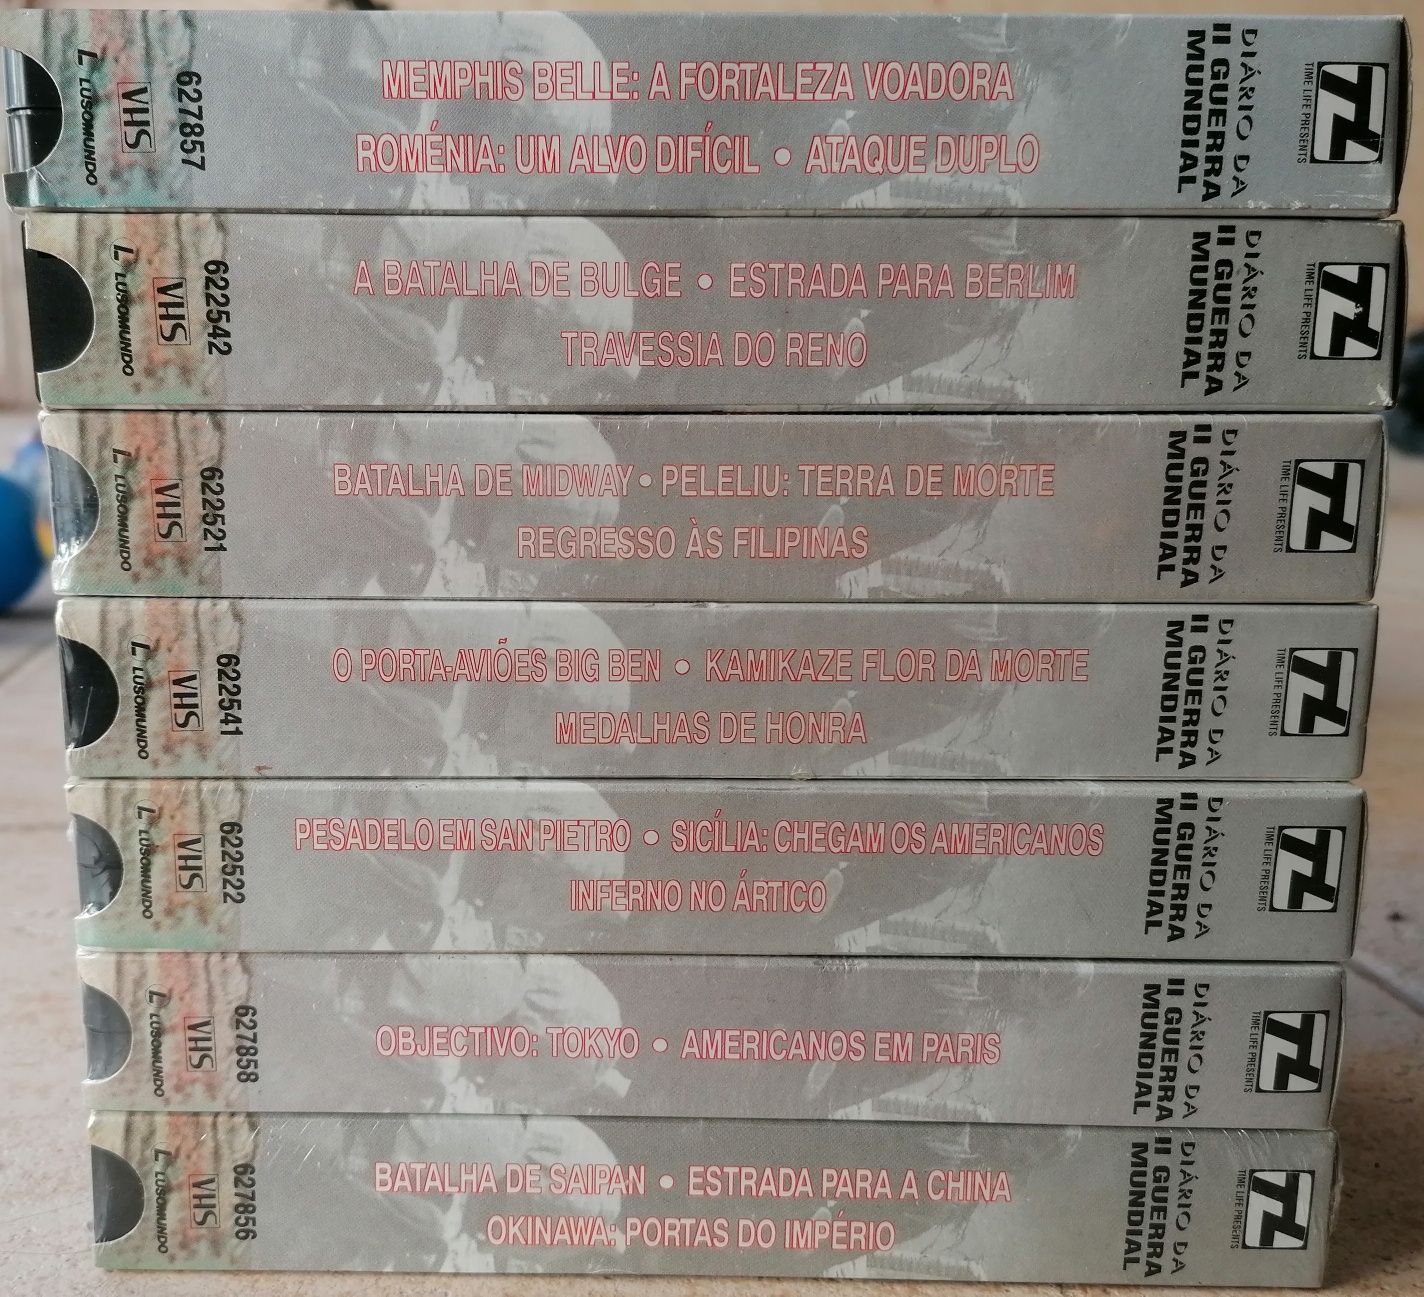 L LUSOMUNDO
VHS
627857
MEMPHIS BELLE: A FORTALEZA VOADORA
ROMÉNIA: UM ALVO DIFÍCIL • ATAQUE DUPLO
DIÁRIO DA
II GUERRA
MUNDIAL
TIME LIFE PRESENTS
TL
L LUSOMUNDO
VHS
622542
A BATALHA DE BULGE • ESTRADA PARA BERLIM
TRAVESSIA DO RENO
DIÁRIO DA
II GUERRA
MUNDIAL
TIME LIFE PRESENTS
TL
L LUSOMUNDO
VHS
622521
BATALHA DE MIDWAY • PELELIU: TERRA DE MORTE
REGRESSO ÀS FILIPINAS
DIÁRIO DA
II GUERRA
MUNDIAL
TIME LIFE PRESENTS
TL
L LUSOMUNDO
VHS
622541
O PORTA-AVIÕES BIG BEN • KAMIKAZE FLOR DA MORTE
MEDALHAS DE HONRA
DIÁRIO DA
II GUERRA
MUNDIAL
TIME LIFE PRESENTS
TL
L LUSOMUNDO
VHS
622522
PESADELO EM SAN PIETRO • SICÍLIA: CHEGAM OS AMERICANOS
INFERNO NO ÁRTICO
DIÁRIO DA
II GUERRA
MUNDIAL
TIME LIFE PRESENTS
TL
L LUSOMUNDO
VHS
627858
OBJECTIVO: TOKYO • AMERICANOS EM PARIS
DIÁRIO DA
II GUERRA
MUNDIAL
TIME LIFE PRESENTS
TL
L LUSOMUNDO
VHS
627856
BATALHA DE SAIPAN • ESTRADA PARA A CHINA
OKINAWA: PORTAS DO IMPÉRIO
DIÁRIO DA
II GUERRA
MUNDIAL
TIME LIFE PRESENTS
TL